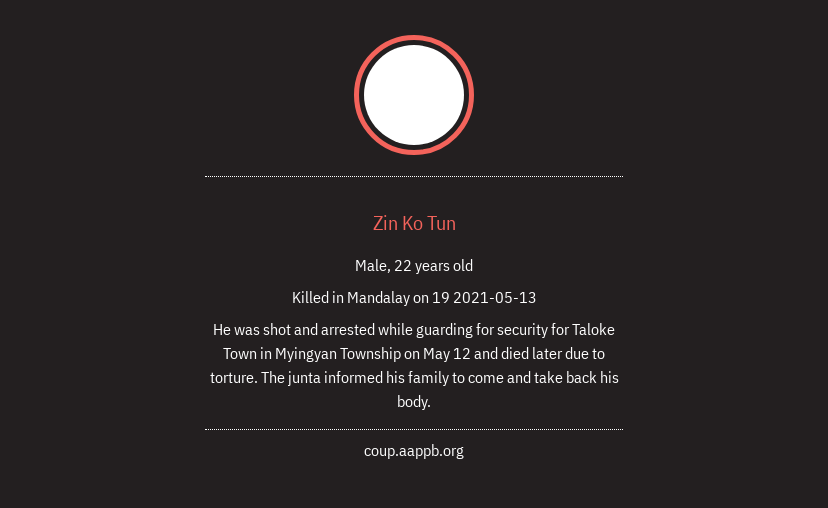 Zin Ko Tun
Male, 22 years old
Killed in Mandalay on 19 2021-05-13
He was shot and arrested while guarding for security for Taloke
Town in Myingyan Township on May 12 and died later due to
torture. The junta informed his family to come and take back his
body.
coup.aappb.org